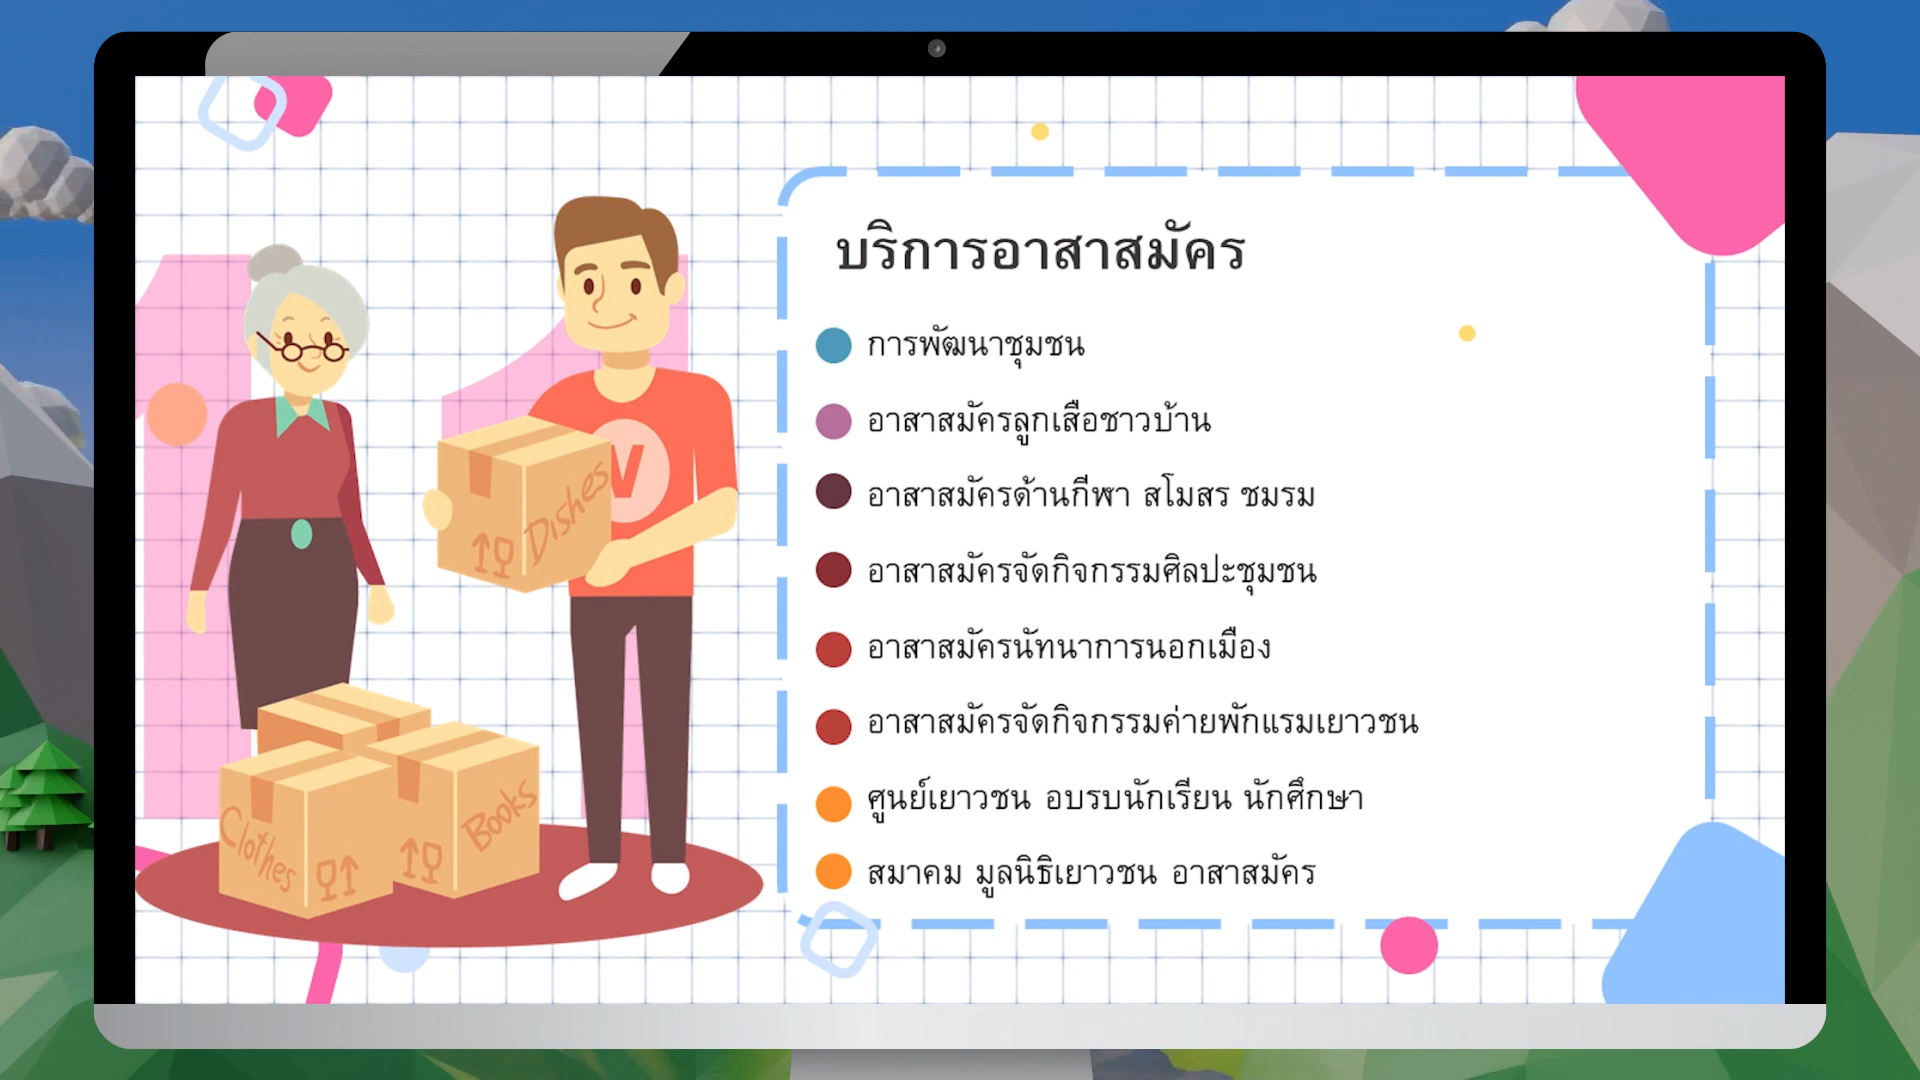 บริการอาสาสมัคร
การพัฒนาชุมชน
อาสาสมัครลูกเสือชาวบ้าน
อาสาสมัครด้านกีฬา สโมสร ชมรม
อาสาสมัครจัดกิจกรรมศิลปะชุมชน
อาสาสมัครนัทนาการนอกเมือง
อาสาสมัครจัดกิจกรรมค่ายพักแรมเยาวชน
ศูนย์เยาวชน อบรบนักเรียน นักศึกษา
สมาคม มูลนิธิเยาวชน อาสาสมัคร
V
Dishes
Clothes
Books